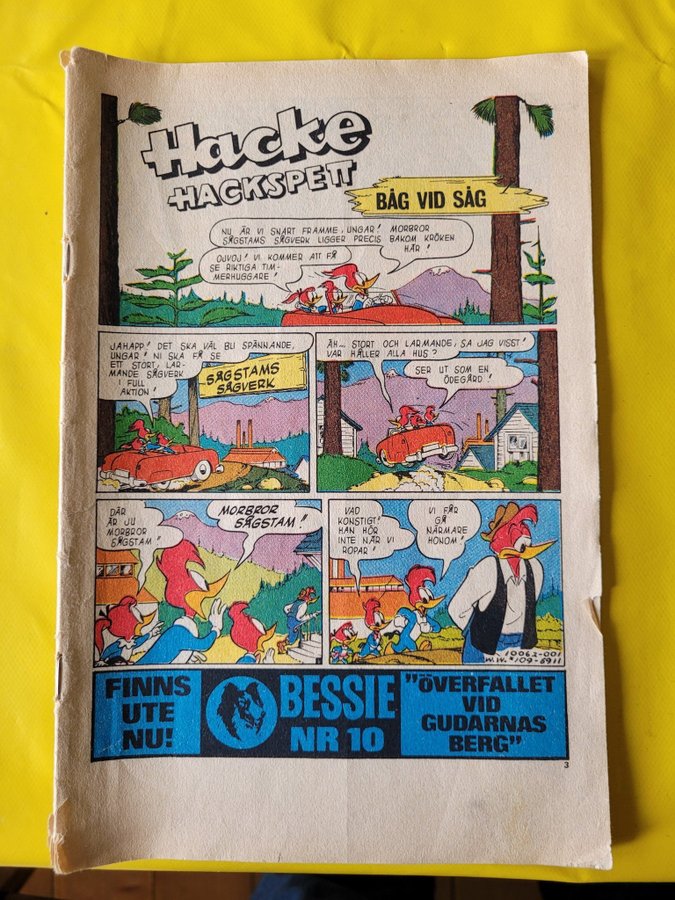 Hacke
HACKSPETT
BÅG VID SÅG
NU ÄR VI SNART FRAMME, UNGAR! MORBROR
SÅGSTAMS SÅGVERK LIGGER PRECIS BAKOM KRÖKEN
HÄR!
OJVOJ! VI KOMMER ATT FÅ
SE RIKTIGA TIM-
MERHUGGARE!
JAHAPP! DET SKA VÄL BLI SPÄNNANDE,
UNGAR! NI SKA FÅ SE
ETT STORT, LAR-
MANDE SÅGVERK
I FULL
AKTION!
SÅGSTAMS
SÅGVERK
ÄH... STORT OCH LARMANDE, SA JAG VISST!
VAR HÅLLER ALLA HUS?
SER UT SOM EN
ÖDEGÅRD!
DÄR
ÄR JU
MORBROR
SÅGSTAM"
MORBROR
SÅGSTAM!
VAD
KONSTIGT!
HAN HÖR
INTE NÄR VI
ROPAR!
VI FÅR
GÅ
NÄRMARE
HONOM!
10062-001
W.W.*109-6911
FINNS
UTE
NU!
BESSIE
NR 10
"ÖVERFALLET
VID
GUDARNAS
BERG"
3